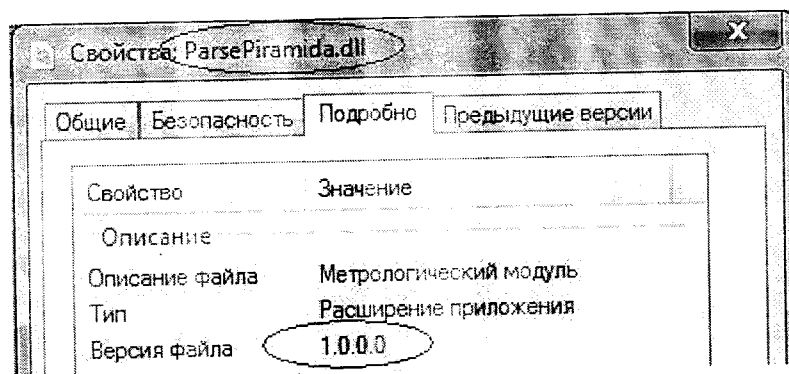 Свойства: ParsePiramida.dll
Общие Безопасность Подробно Предыдущие версии
Свойство Значение
Описание
Описание файла Метрологический модуль
Тип Расширение приложения
Версия файла 1.0.0.0